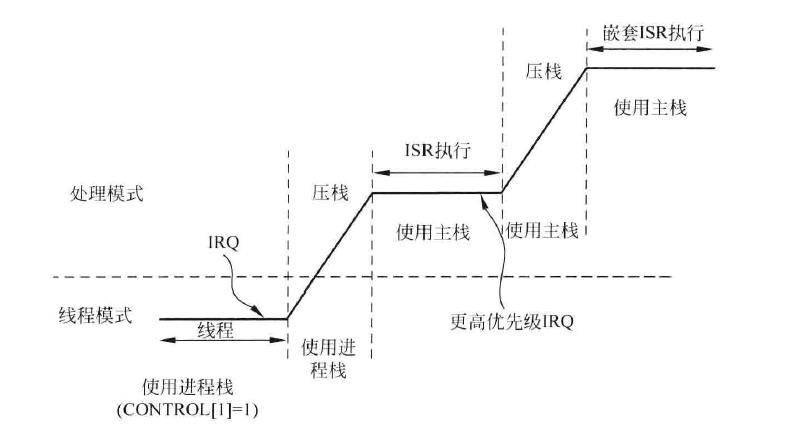 嵌套ISR执行
压栈
使用主栈
ISR执行
处理模式
压栈
使用主栈
使用主栈
IRQ
线程模式
线程
更高优先级IRQ
使用进
程栈
使用进程栈
(CONTROL[1]=1)